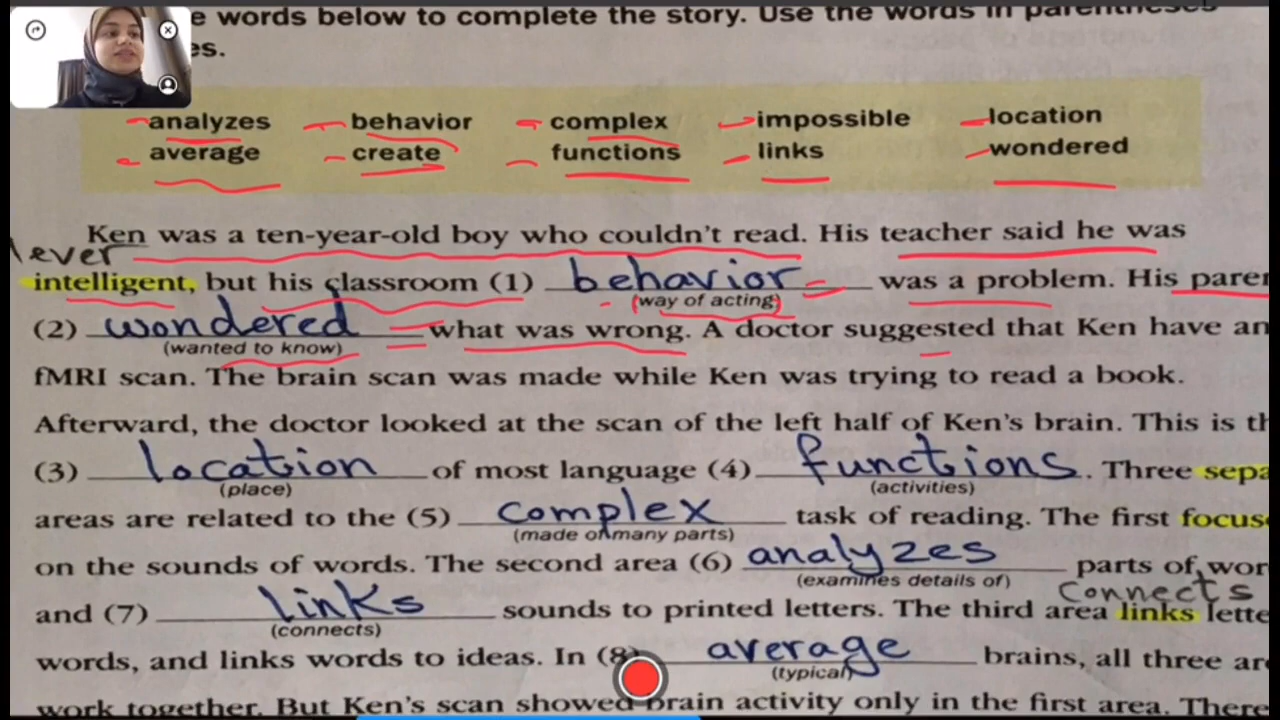 e words below to complete the story. Use the words in parentheses
es.
analyzes behavior complex impossible location
average create functions links wondered
Ken was a ten-year-old boy who couldn't read. His teacher said he was
lever
intelligent, but his classroom (1) behavior was a problem. His paren
(way of acting)
(2) wondered what was wrong. A doctor suggested that Ken have an
(wanted to know)
fMRI scan. The brain scan was made while Ken was trying to read a book.
Afterward, the doctor looked at the scan of the left half of Ken's brain. This is th
(3) location of most language (4) functions. Three sepa
(place) (activities)
areas are related to the (5) complex task of reading. The first focus
(made of many parts)
on the sounds of words. The second area (6) analyzes parts of wor
(examines details of)
connects
and (7) links sounds to printed letters. The third area links lette
(connects)
words, and links words to ideas. In (8) average brains, all three are
(typical)
work together. But Ken's scan showed brain activity only in the first area. There